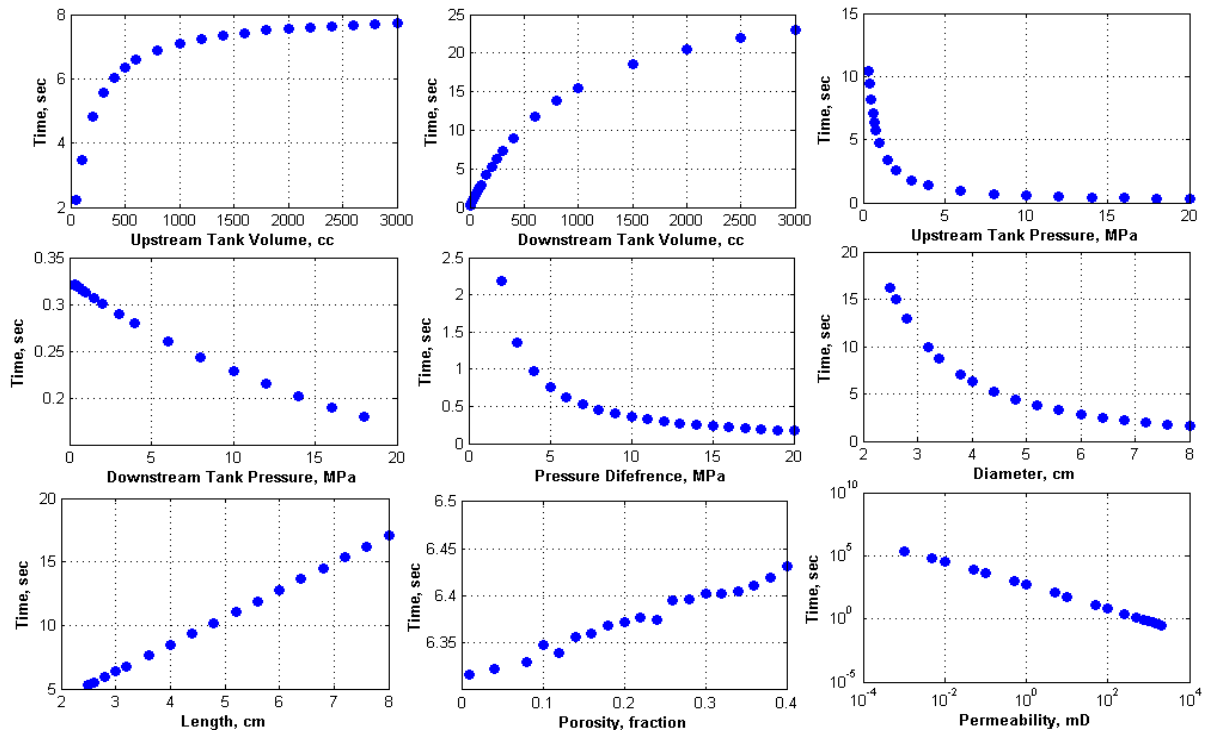 8
6
4
2
0 500 1000 1500 2000 2500 3000
Time, sec
Upstream Tank Volume, cc
25
20
15
10
5
0
0 500 1000 1500 2000 2500 3000
Time, sec
Downstream Tank Volume, cc
15
10
5
0
0 5 10 15 20
Time, sec
Upstream Tank Pressure, MPa
0.35
0.3
0.25
0.2
0 5 10 15 20
Time, sec
Downstream Tank Pressure, MPa
2.5
2
1.5
1
0.5
0
0 5 10 15 20
Time, sec
Pressure Difefrence, MPa
20
15
10
5
0
2 3 4 5 6 7 8
Time, sec
Diameter, cm
20
15
10
5
2 3 4 5 6 7 8
Time, sec
Length, cm
6.5
6.45
6.4
6.35
6.3
0 0.1 0.2 0.3 0.4
Time, sec
Porosity, fraction
10^10
10^5
10^0
10^-5
10^-4 10^-2 10^0 10^2 10^4
Time, sec
Permeability, mD